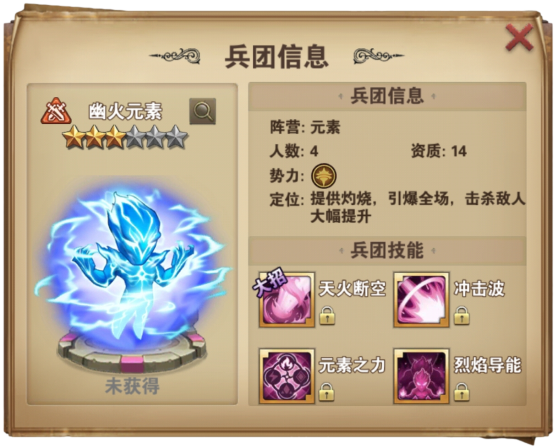 兵团信息
幽火元素
未获得
兵团信息
阵营: 元素
人数: 4 资质: 14
势力:
定位: 提供灼烧，引爆全场，击杀敌人
大幅提升
兵团技能
大招
天火断空 冲击波
元素之力 烈焰导能